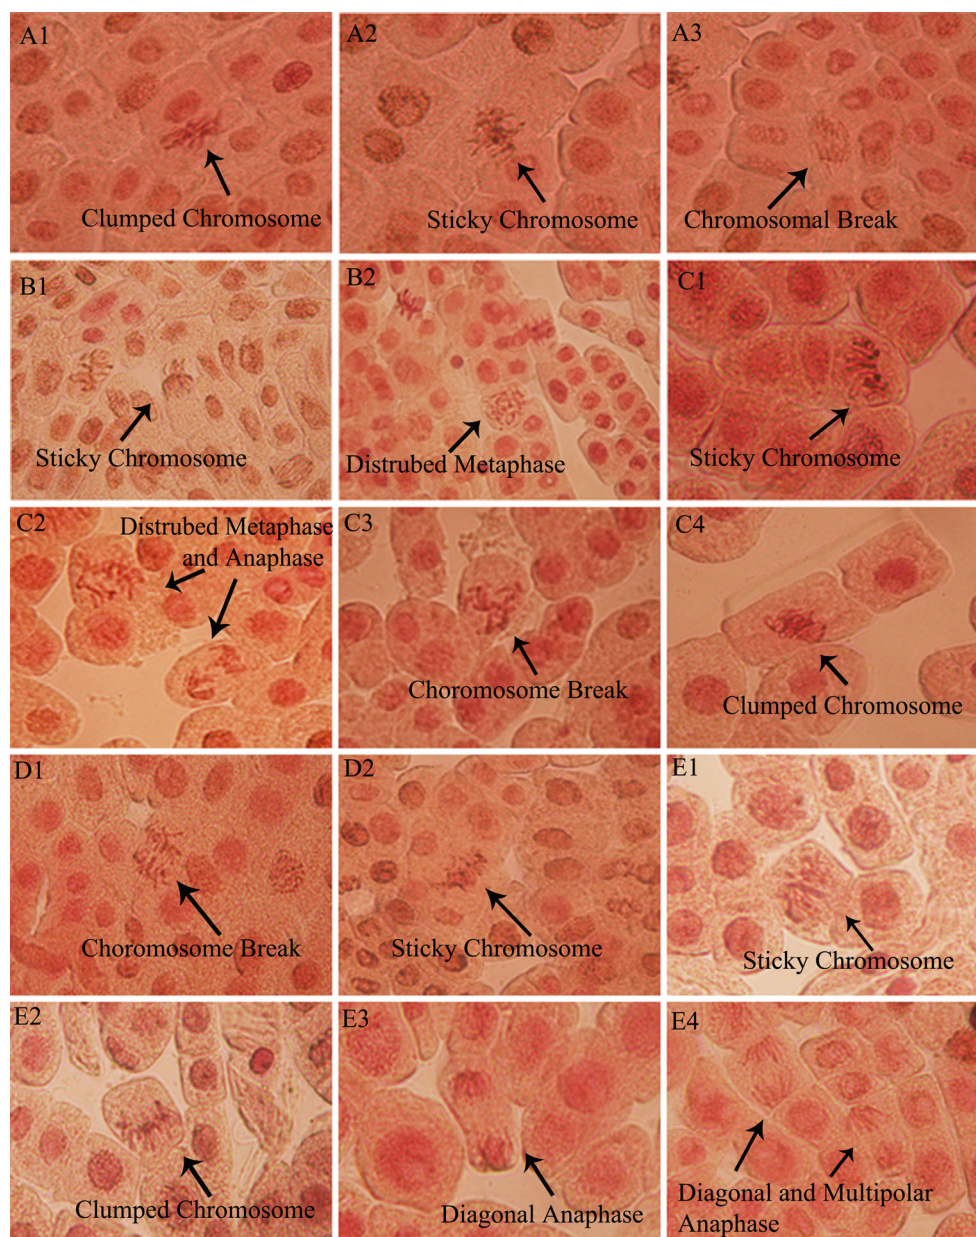 A1
Clumped Chromosome
A2
Sticky Chromosome
A3
Chromosomal Break
B1
Sticky Chromosome
B2
Distrubed Metaphase
C1
Sticky Chromosome
C2
Distrubed Metaphase
and Anaphase
C3
Choromosome Break
C4
Clumped Chromosome
D1
Choromosome Break
D2
Sticky Chromosome
E1
Sticky Chromosome
E2
Clumped Chromosome
E3
Diagonal Anaphase
E4
Diagonal and Multipolar
Anaphase